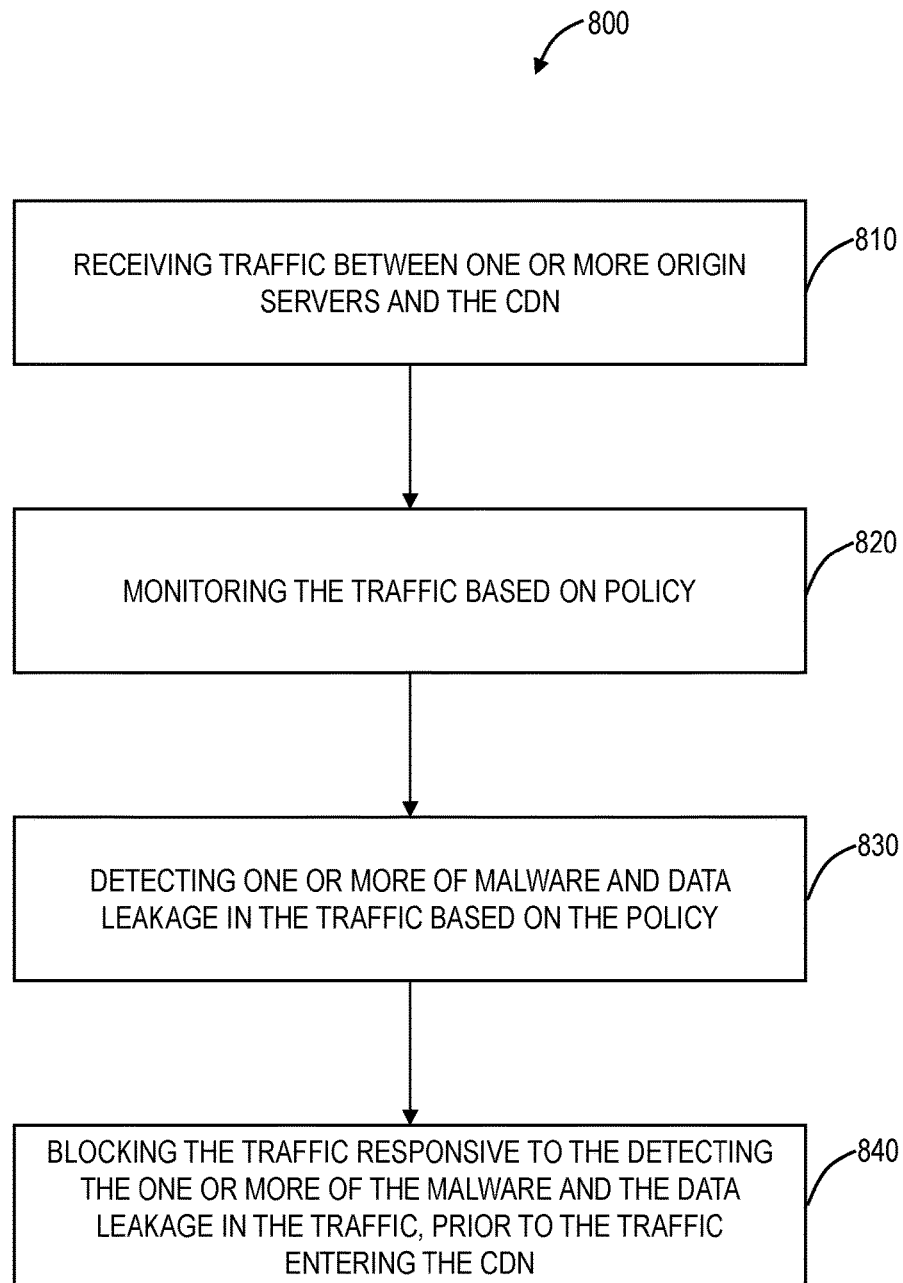 800
RECEIVING TRAFFIC BETWEEN ONE OR MORE ORIGIN
SERVERS AND THE CDN
810
MONITORING THE TRAFFIC BASED ON POLICY
820
DETECTING ONE OR MORE OF MALWARE AND DATA
LEAKAGE IN THE TRAFFIC BASED ON THE POLICY
830
BLOCKING THE TRAFFIC RESPONSIVE TO THE DETECTING
THE ONE OR MORE OF THE MALWARE AND THE DATA
LEAKAGE IN THE TRAFFIC, PRIOR TO THE TRAFFIC
ENTERING THE CDN
840